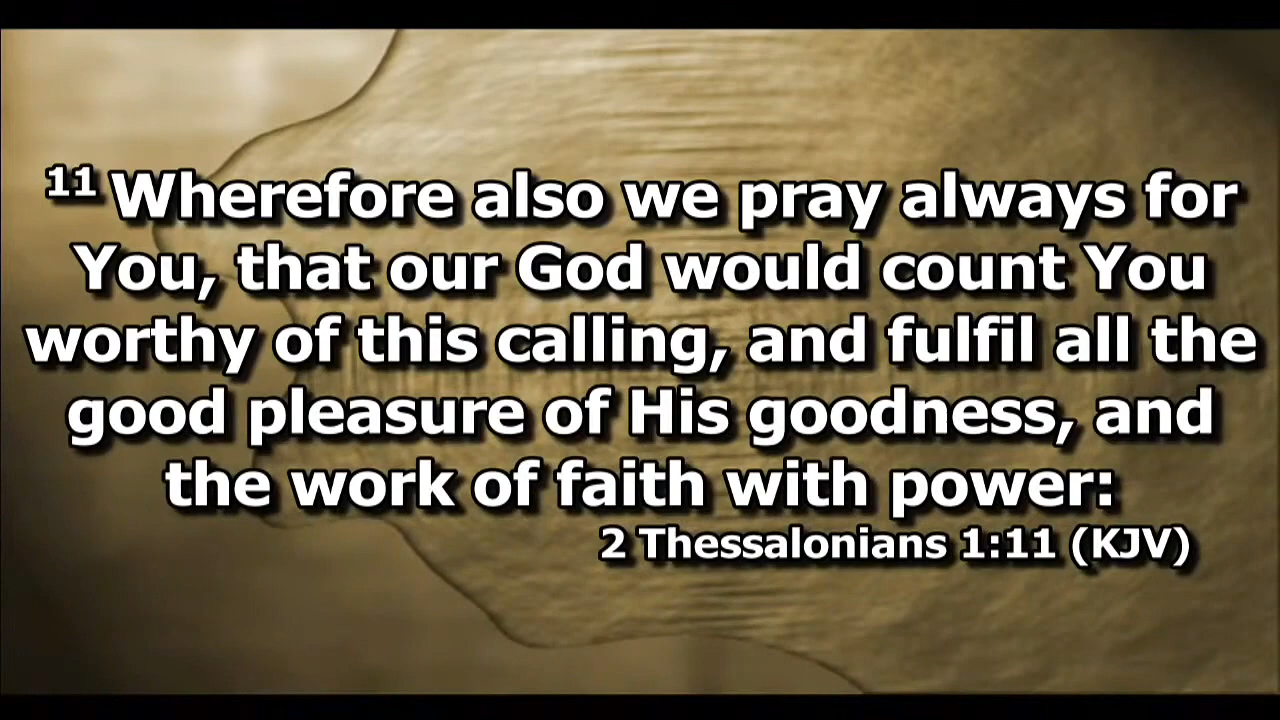 11 Wherefore also we pray always for
You, that our God would count You
worthy of this calling, and fulfil all the
good pleasure of His goodness, and
the work of faith with power:
2 Thessalonians 1:11 (KJV)